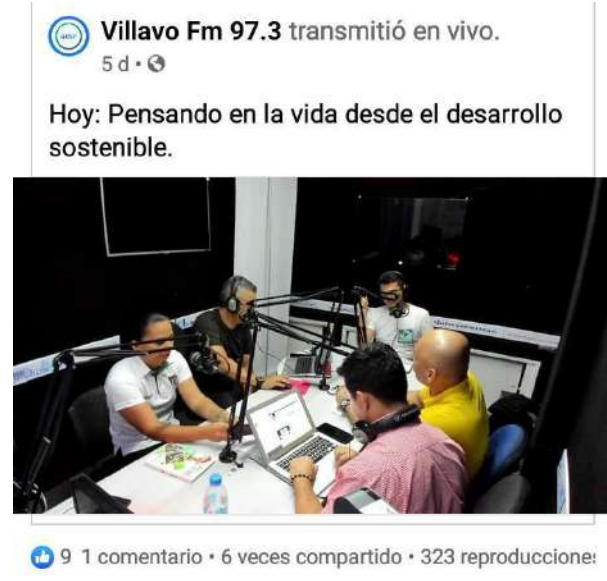 Villavo Fm 97.3 transmitió en vivo.
5 d ·
Hoy: Pensando en la vida desde el desarrollo
sostenible.
9 1 comentario • 6 veces compartido • 323 reproducciones